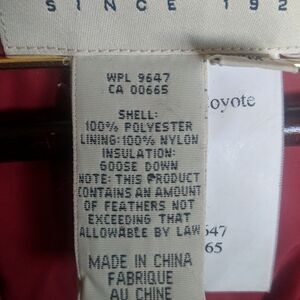 SINCE 192
WPL 9647
CA 00665
SHELL:
100% POLYESTER
LINING:100% NYLON
INSULATION:
GOOSE DOWN
NOTE: THIS PRODUCT
CONTAINS AN AMOUNT
OF FEATHERS NOT
EXCEEDING THAT
ALLOWABLE BY LAW
MADE IN CHINA
FABRIQUE
AU CHINE
oyote
647
65